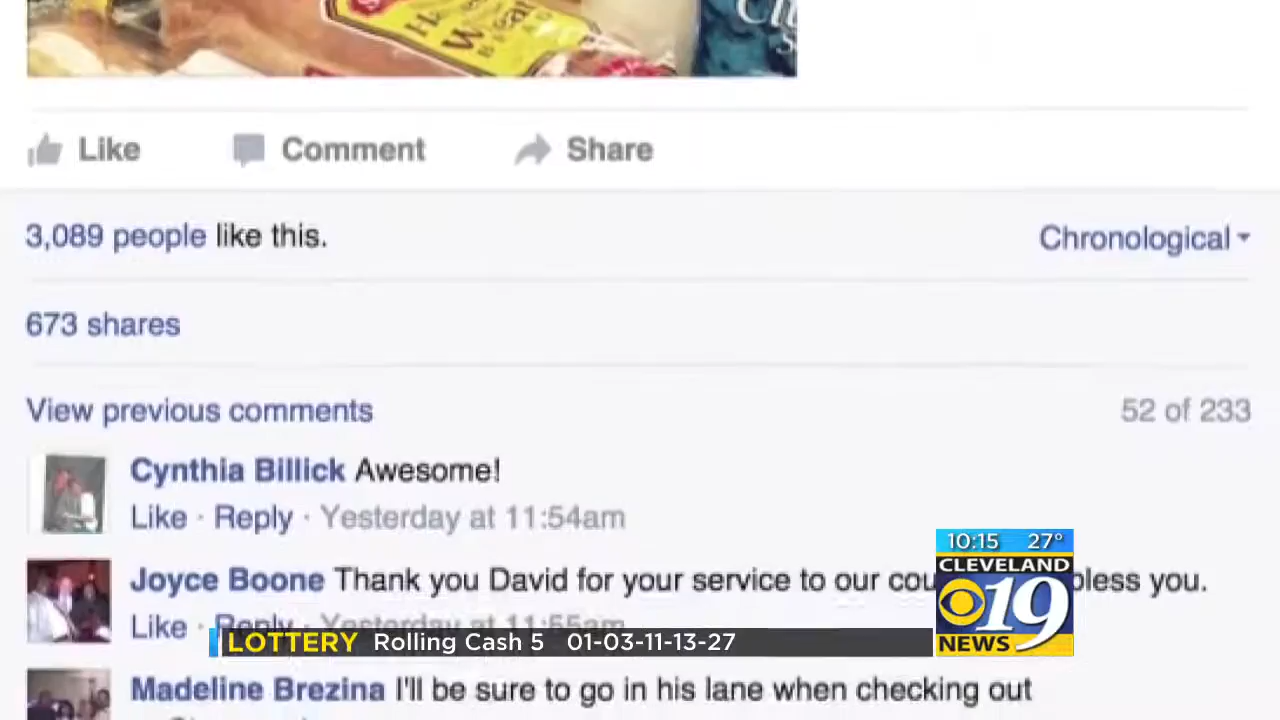 Like Comment Share
3,089 people like this. Chronological
673 shares
View previous comments 52 of 233
Cynthia Billick Awesome!
Like · Reply · Yesterday at 11:54am
Joyce Boone Thank you David for your service to our bless you.
Like · Reply · Yesterday at 11:55am
Madeline Brezina I'll be sure to go in his lane when checking out
10:15 27°
CLEVELAND
19
NEWS
LOTTERY Rolling Cash 5 01-03-11-13-27